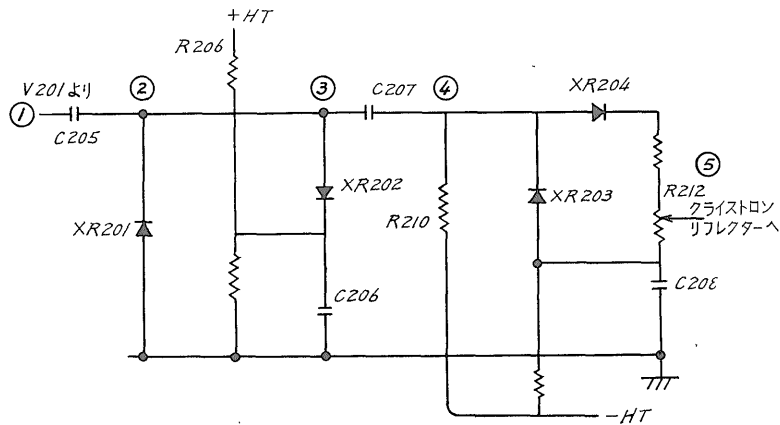 +HT
R206
V201より
①
C205
②
③
C207
④
XR204
XR201
XR202
R210
XR203
⑤
R212
クライストロン
リフレクターへ
C206
C208
-HT